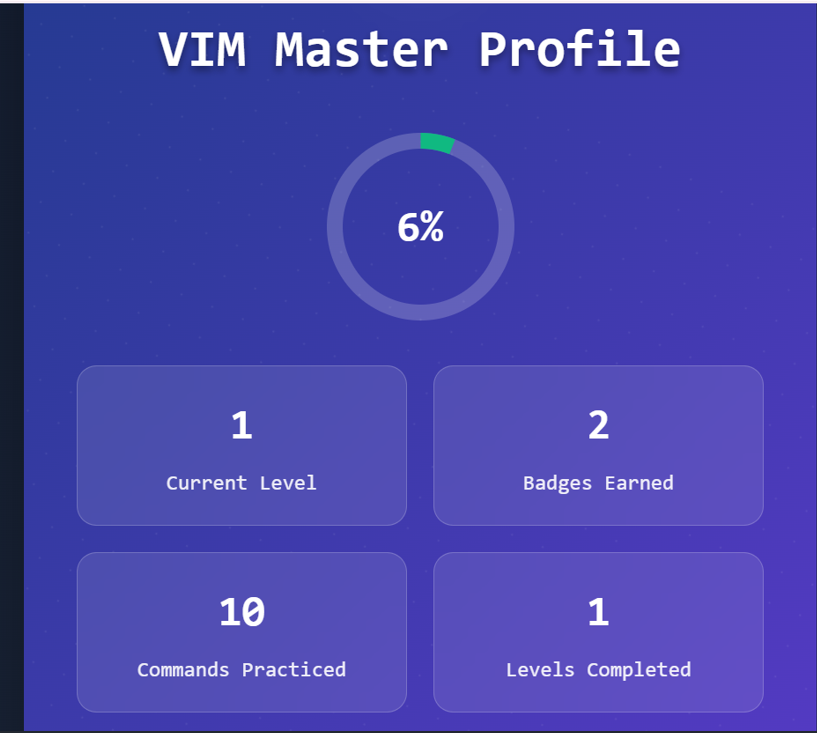 VIM Master Profile
6%
1
Current Level
2
Badges Earned
10
Commands Practiced
1
Levels Completed